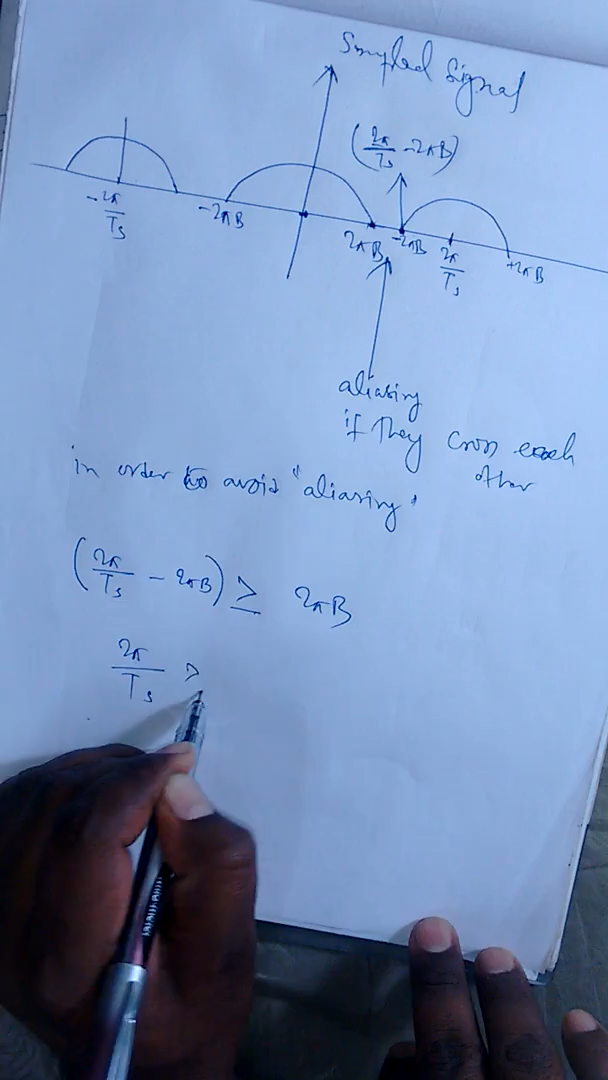 Sampled Signal
(2π/Ts - 2πB)
-2π/Ts
-2πB
2πB
-2πB
2π/Ts
+2πB
aliasing
if they cross each
other
in order to avoid "aliasing"
(2π/Ts - 2πB) ≥ 2πB
2π/Ts >